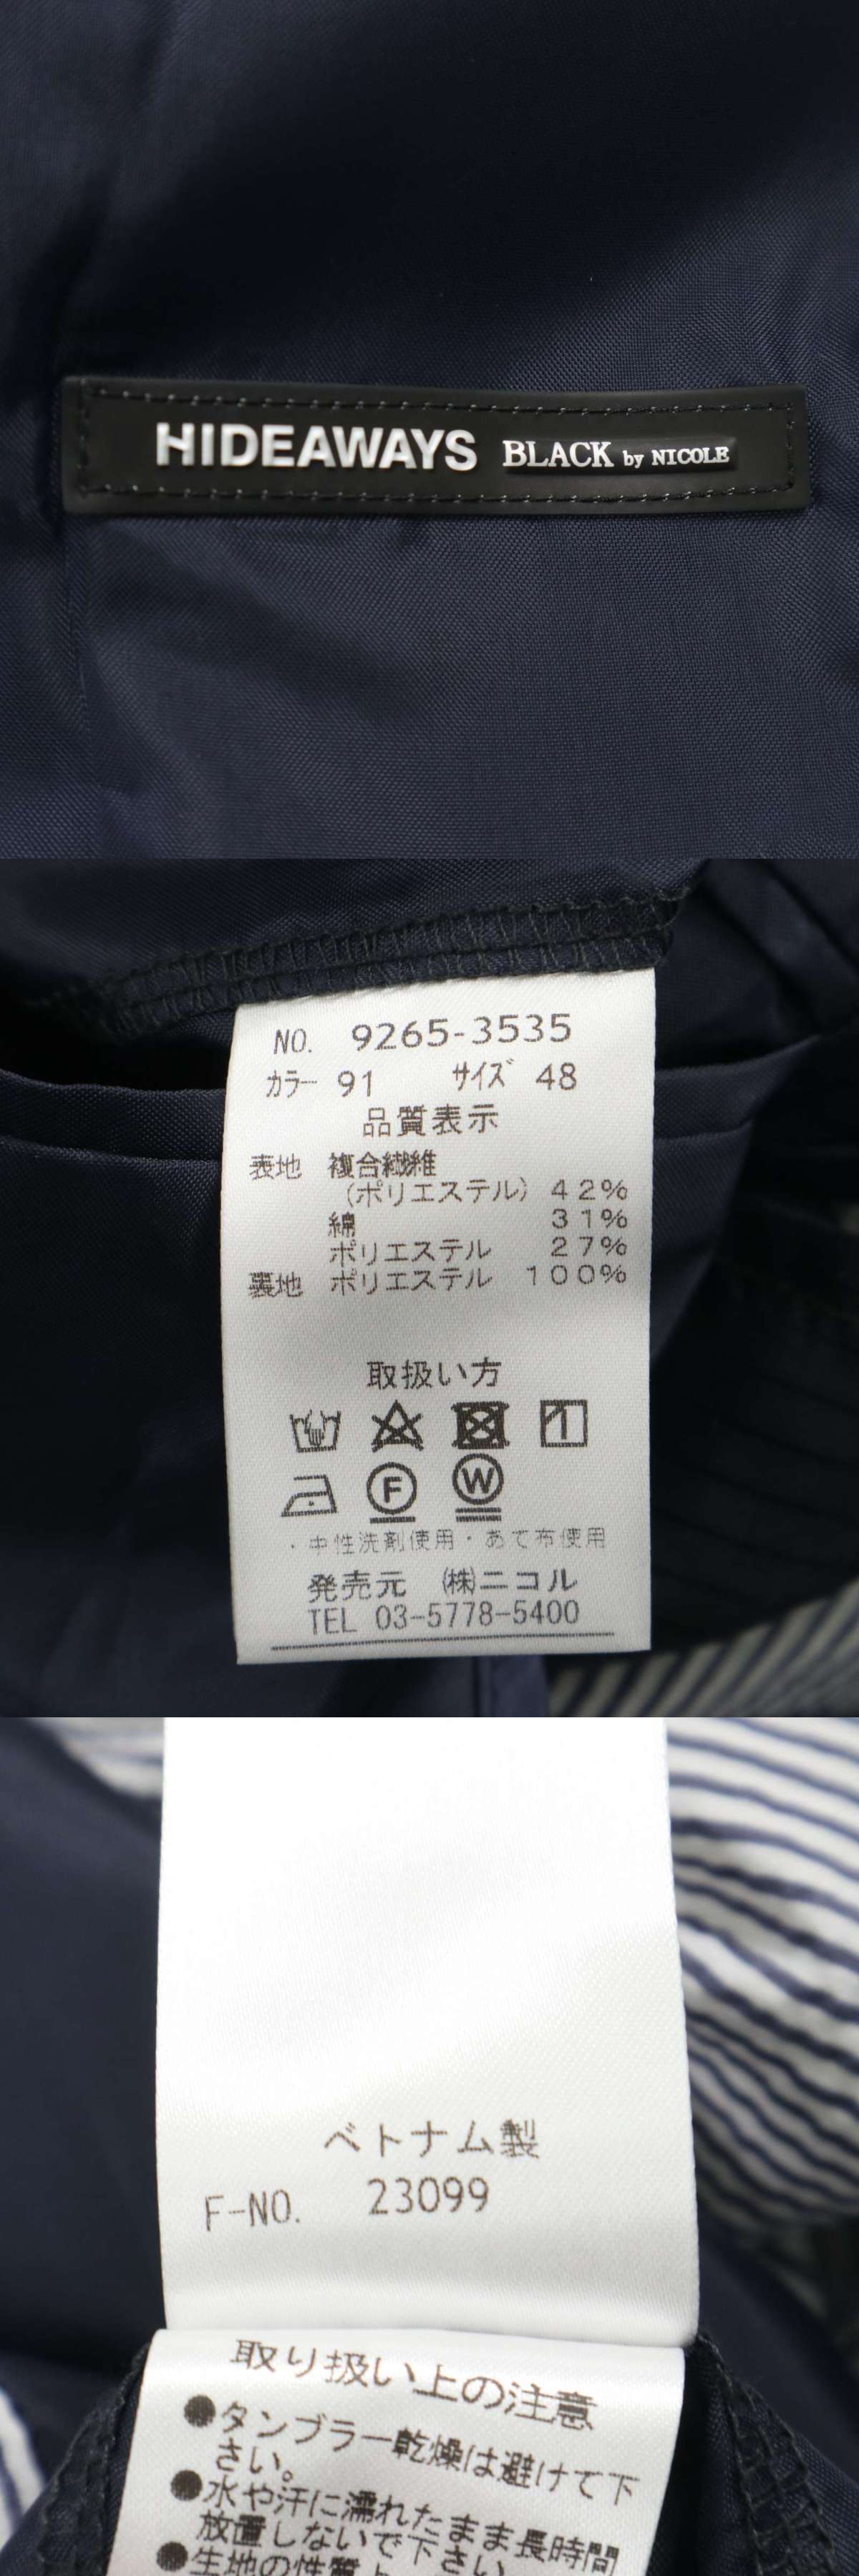 HIDEAWAYS BLACK by NICOLE
NO. 9265-3535
カラー 91 サイズ 48
品質表示
表地 複合繊維
(ポリエステル) 42%
綿 31%
ポリエステル 27%
裏地 ポリエステル 100%
取扱い方
F W
・中性洗剤使用・あて布使用
発売元 (株)ニコル
TEL 03-5778-5400
ベトナム製
F-NO. 23099
取り扱い上の注意
●タンブラー乾燥は避けて下
さい。
●水や汗に濡れたまま長時間
放置しないで下さい。
●生地の性質上